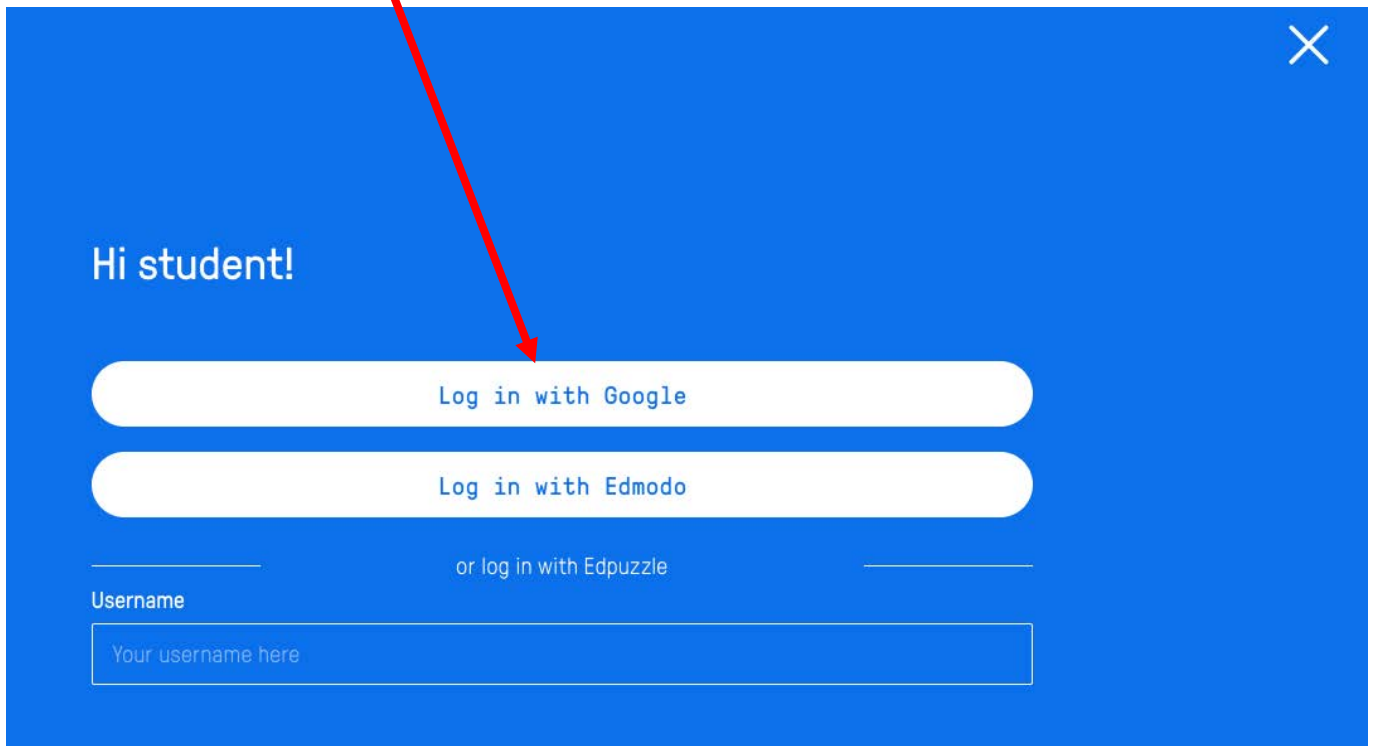 Hi student!
Log in with Google
Log in with Edmodo
or log in with Edpuzzle
Username
Your username here